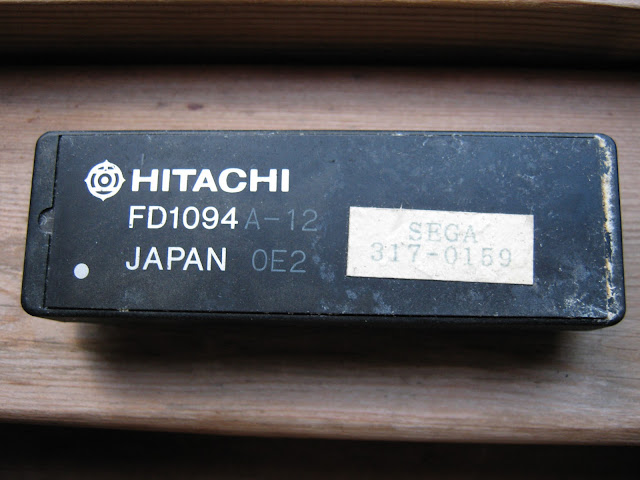 HITACHI
FD1094 A-12
JAPAN 0E2
SEGA
317-0159